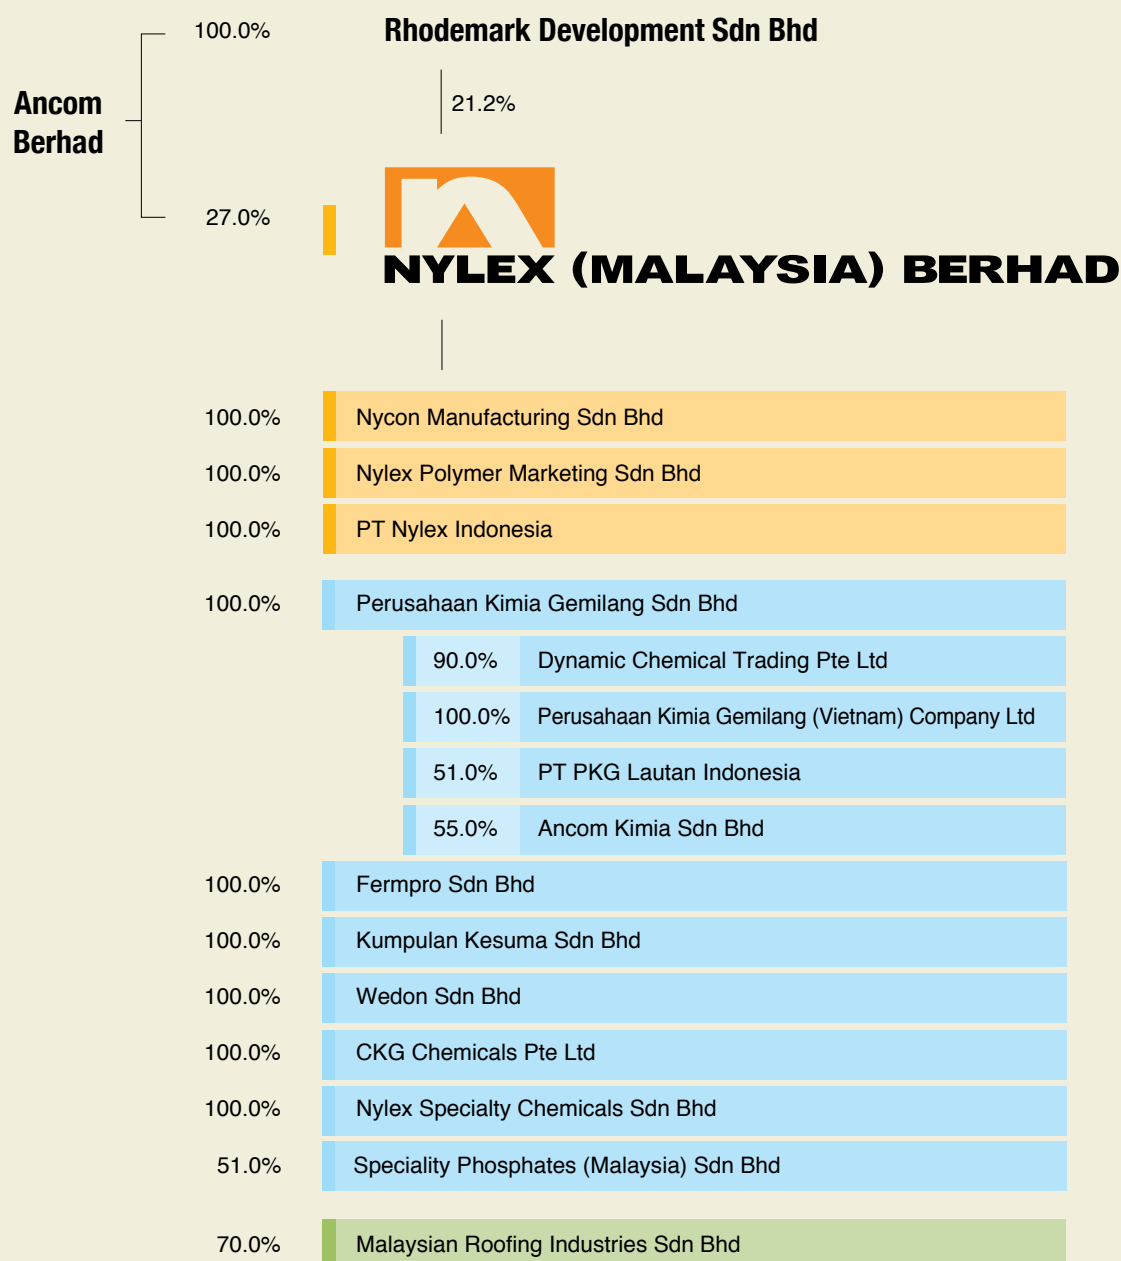 100.0% Rhodemark Development Sdn Bhd
Ancom
Berhad
21.2%
27.0%
NYLEX (MALAYSIA) BERHAD
100.0% Nycon Manufacturing Sdn Bhd
100.0% Nylex Polymer Marketing Sdn Bhd
100.0% PT Nylex Indonesia
100.0% Perusahaan Kimia Gemilang Sdn Bhd
90.0% Dynamic Chemical Trading Pte Ltd
100.0% Perusahaan Kimia Gemilang (Vietnam) Company Ltd
51.0% PT PKG Lautan Indonesia
55.0% Ancom Kimia Sdn Bhd
100.0% Fermpro Sdn Bhd
100.0% Kumpulan Kesuma Sdn Bhd
100.0% Wedon Sdn Bhd
100.0% CKG Chemicals Pte Ltd
100.0% Nylex Specialty Chemicals Sdn Bhd
51.0% Speciality Phosphates (Malaysia) Sdn Bhd
70.0% Malaysian Roofing Industries Sdn Bhd